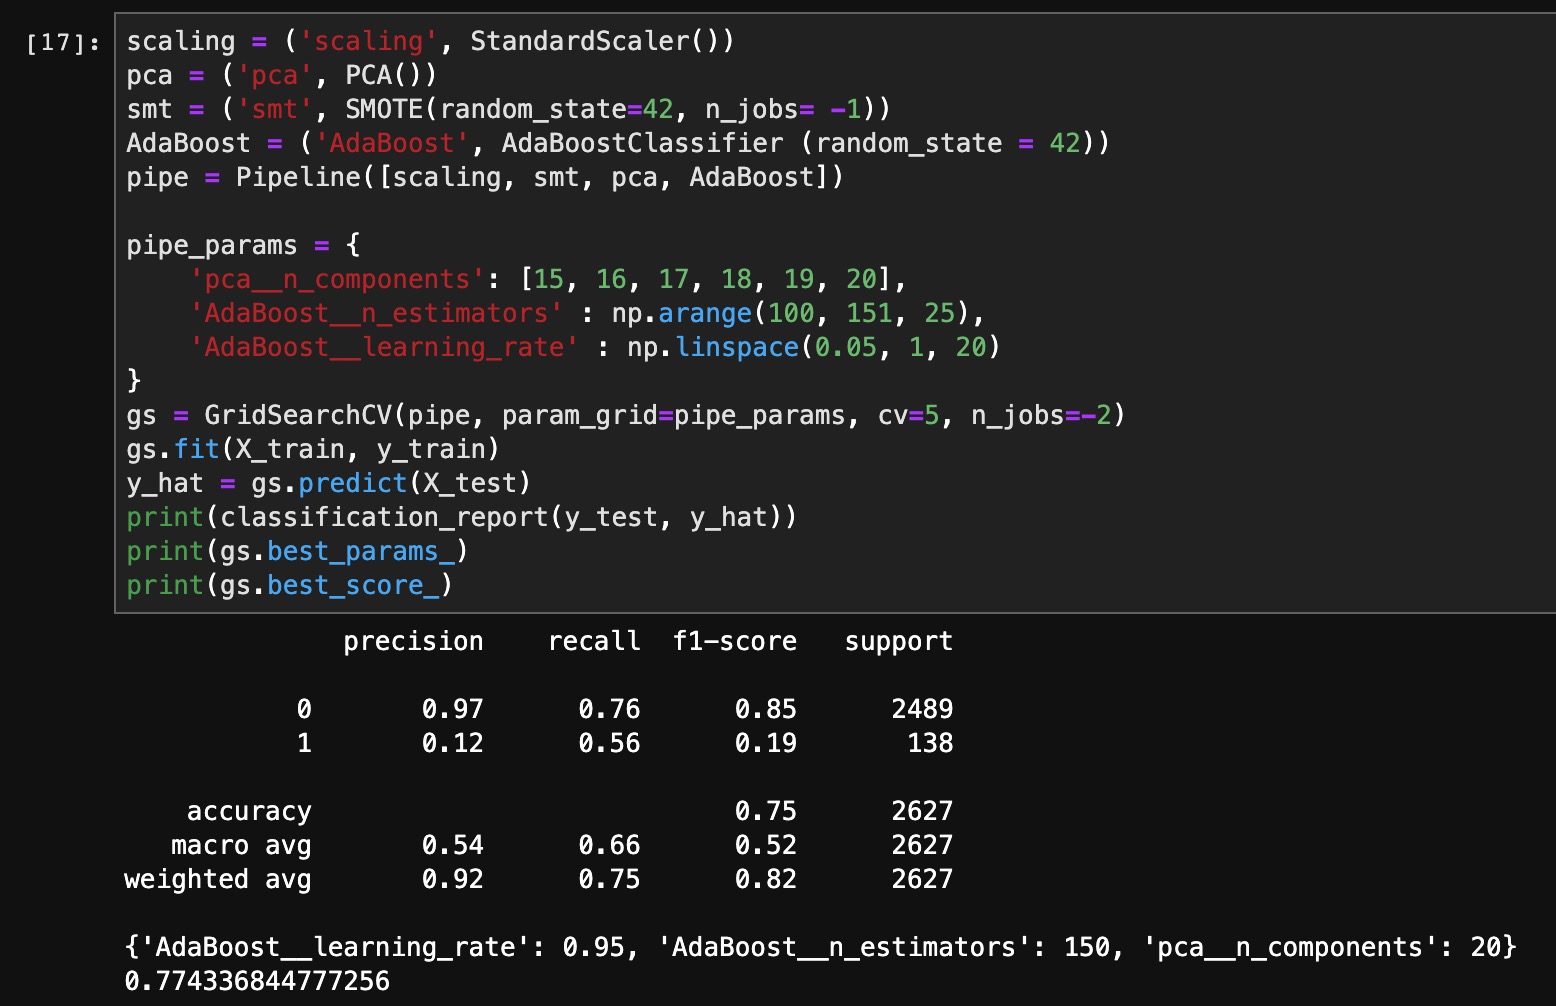 [17]: scaling = ('scaling', StandardScaler())
pca = ('pca', PCA())
smt = ('smt', SMOTE(random_state=42, n_jobs= -1))
AdaBoost = ('AdaBoost', AdaBoostClassifier (random_state = 42))
pipe = Pipeline([scaling, smt, pca, AdaBoost])

pipe_params = {
    'pca__n_components': [15, 16, 17, 18, 19, 20],
    'AdaBoost__n_estimators' : np.arange(100, 151, 25),
    'AdaBoost__learning_rate' : np.linspace(0.05, 1, 20)
}
gs = GridSearchCV(pipe, param_grid=pipe_params, cv=5, n_jobs=-2)
gs.fit(X_train, y_train)
y_hat = gs.predict(X_test)
print(classification_report(y_test, y_hat))
print(gs.best_params_)
print(gs.best_score_)
              precision    recall  f1-score   support

           0       0.97      0.76      0.85      2489
           1       0.12      0.56      0.19       138

    accuracy                           0.75      2627
   macro avg       0.54      0.66      0.52      2627
weighted avg       0.92      0.75      0.82      2627

{'AdaBoost__learning_rate': 0.95, 'AdaBoost__n_estimators': 150, 'pca__n_components': 20}
0.774336844777256